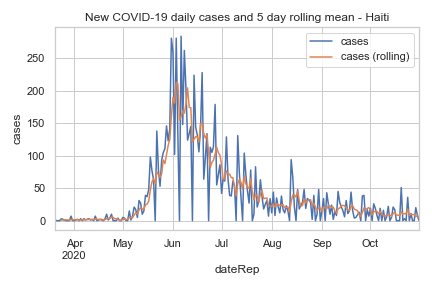 New COVID-19 daily cases and 5 day rolling mean - Haiti
cases
cases (rolling)
cases
250
200
150
100
50
0
Apr May Jun Jul Aug Sep Oct
2020
dateRep